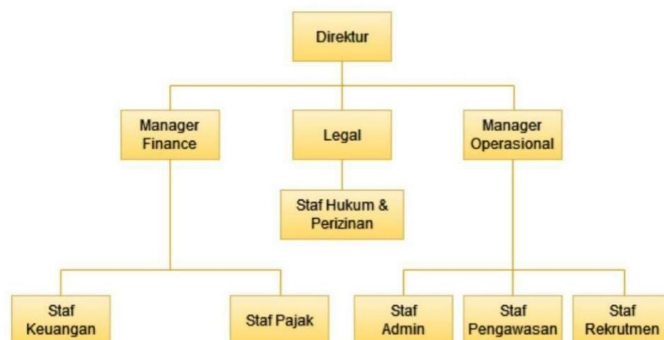 Direktur
Manager
Finance
Legal
Manager
Operasional
Staf Hukum &
Perizinan
Staf
Keuangan
Staf Pajak
Staf
Admin
Staf
Pengawasan
Staf
Rekrutmen